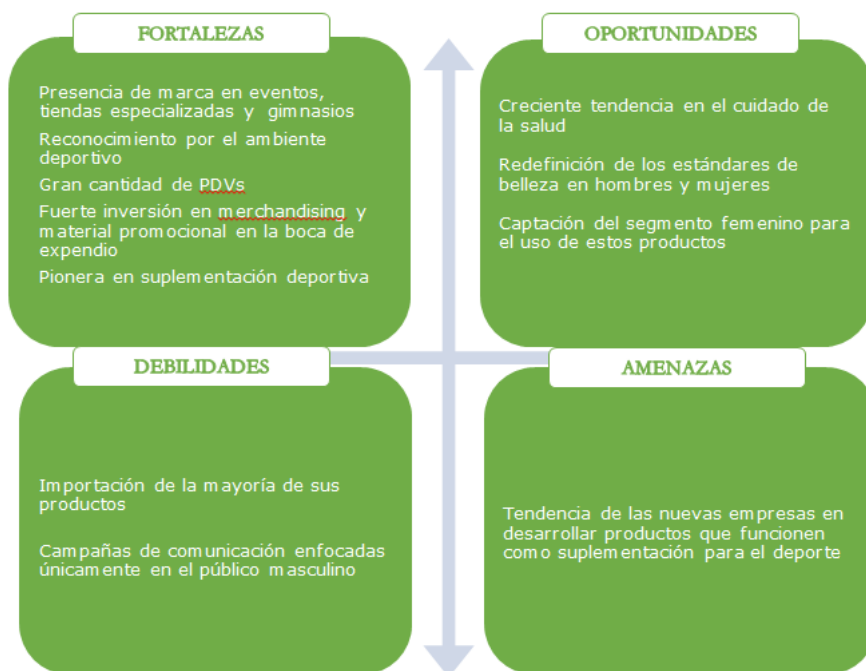 FORTALEZAS
Presencia de marca en eventos,
tiendas especializadas y gimnasios
Reconocimiento por el ambiente
deportivo
Gran cantidad de PDVs
Fuerte inversión en merchandising y
material promocional en la boca de
expendio
Pionera en suplementación deportiva
OPORTUNIDADES
Creciente tendencia en el cuidado de
la salud
Redefinición de los estándares de
belleza en hombres y mujeres
Captación del segmento femenino para
el uso de estos productos
DEBILIDADES
Importación de la mayoría de sus
productos
Campañas de comunicación enfocadas
únicamente en el público masculino
AMENAZAS
Tendencia de las nuevas empresas en
desarrollar productos que funcionen
como suplementación para el deporte